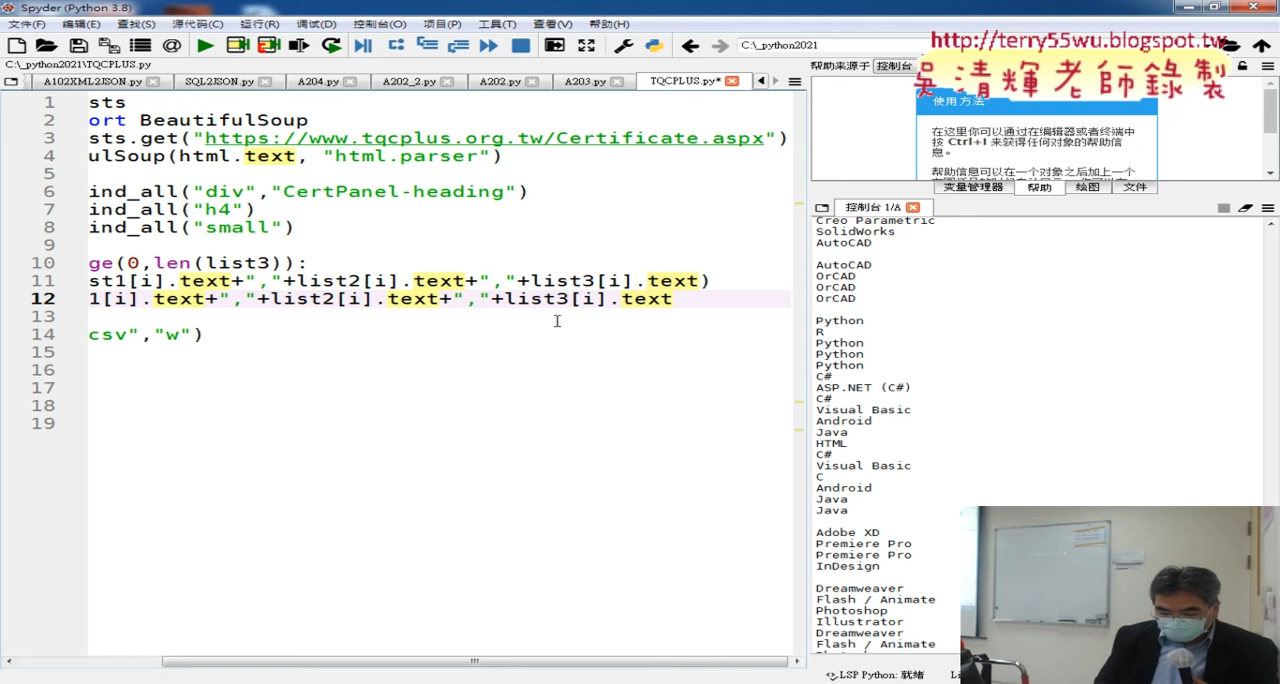 Spyder (Python 3.8)
文件(F) 编辑(E) 查找(S) 源代码(C) 运行(R) 调试(D) 控制台(O) 项目(P) 工具(T) 查看(V) 帮助(H)
C:\_python2021
http://terry55wu.blogspot.tw
吳清輝老師錄製
C:\_python2021\TQCPLUS.py
帮助来源于 控制台
A102XML2JSON.py SQL2JSON.py A204.py A202_2.py A202.py A203.py TQCPLUS.py*
使用方法
在这里你可以通过在编辑器或者终端中
按 Ctrl+I 来获得任何对象的帮助信
息。
帮助信息可以在一个对象之后加上一个
变量管理器 帮助 绘图 文件
控制台 1/A
1 sts
2 ort BeautifulSoup
3 sts.get("https://www.tqcplus.org.tw/Certificate.aspx")
4 ulSoup(html.text, "html.parser")
5
6 ind_all("div","CertPanel-heading")
7 ind_all("h4")
8 ind_all("small")
9
10 ge(0,len(list3)):
11 st1[i].text+","+list2[i].text+","+list3[i].text)
12 1[i].text+","+list2[i].text+","+list3[i].text
13
14 csv","w")
15
16
17
18
19
Creo Parametric
SolidWorks
AutoCAD
AutoCAD
OrCAD
OrCAD
OrCAD
Python
R
Python
Python
Python
C#
ASP.NET (C#)
C#
Visual Basic
Android
Java
HTML
C#
Visual Basic
C
Android
Java
Java
Adobe XD
Premiere Pro
Premiere Pro
InDesign
Dreamweaver
Flash / Animate
Photoshop
Illustrator
Dreamweaver
Flash / Animate
LSP Python: 就绪